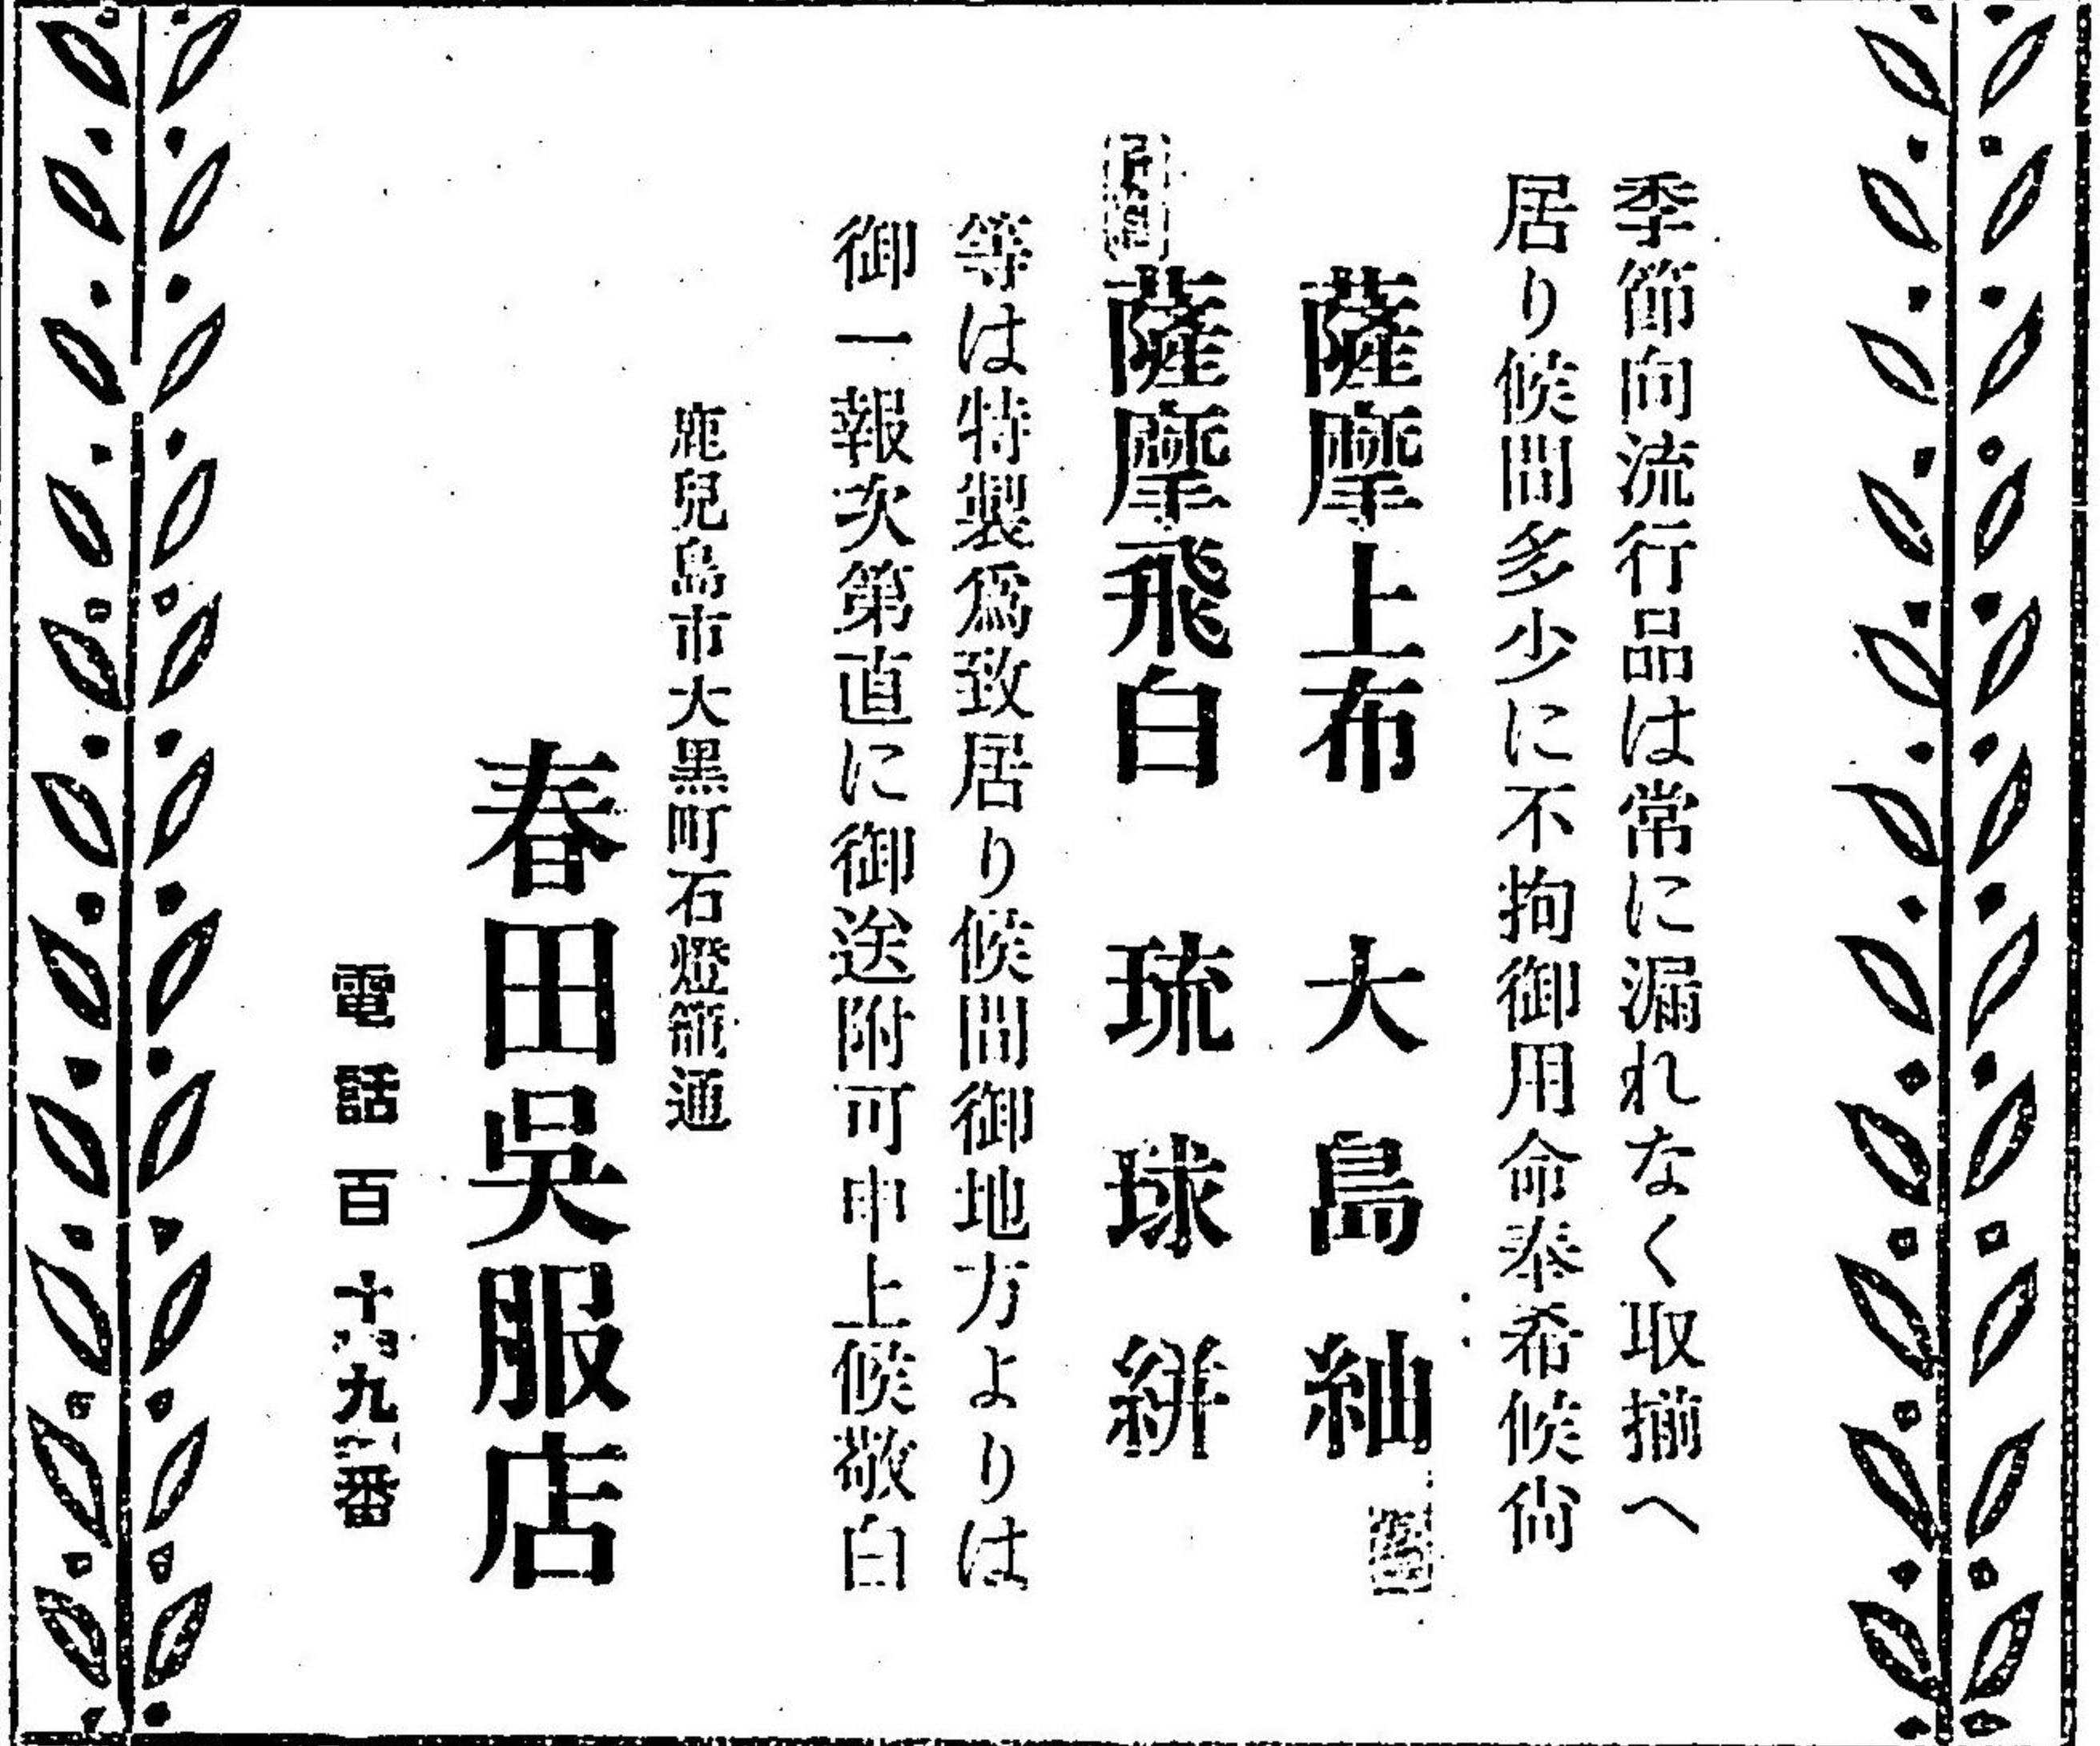 季節向流行品は常に漏れなく取揃へ
居り候間多少に不拘御用命奉希候尙
薩摩上布 大島紬
薩摩飛白 琉球絣
等は特製爲致居り候間御地方よりは
御一報次第直に御送附可申上候敬白
鹿兒島市大黑町石燈籠通
春田吳服店
電話百十九番